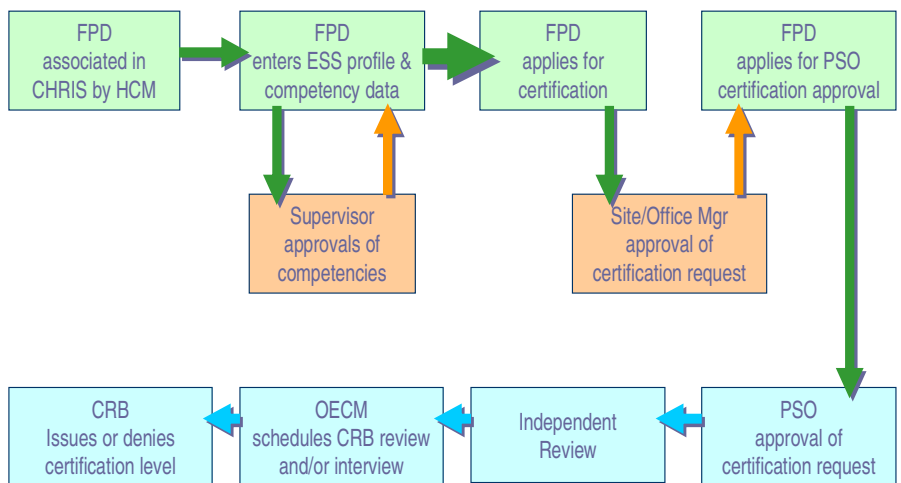 FPD
associated in
CHRIS by HCM
FPD
enters ESS profile &
competency data
FPD
applies for
certification
FPD
applies for PSO
certification approval
Supervisor
approvals of
competencies
Site/Office Mgr
approval of
certification request
CRB
Issues or denies
certification level
OECM
schedules CRB review
and/or interview
Independent
Review
PSO
approval of
certification request